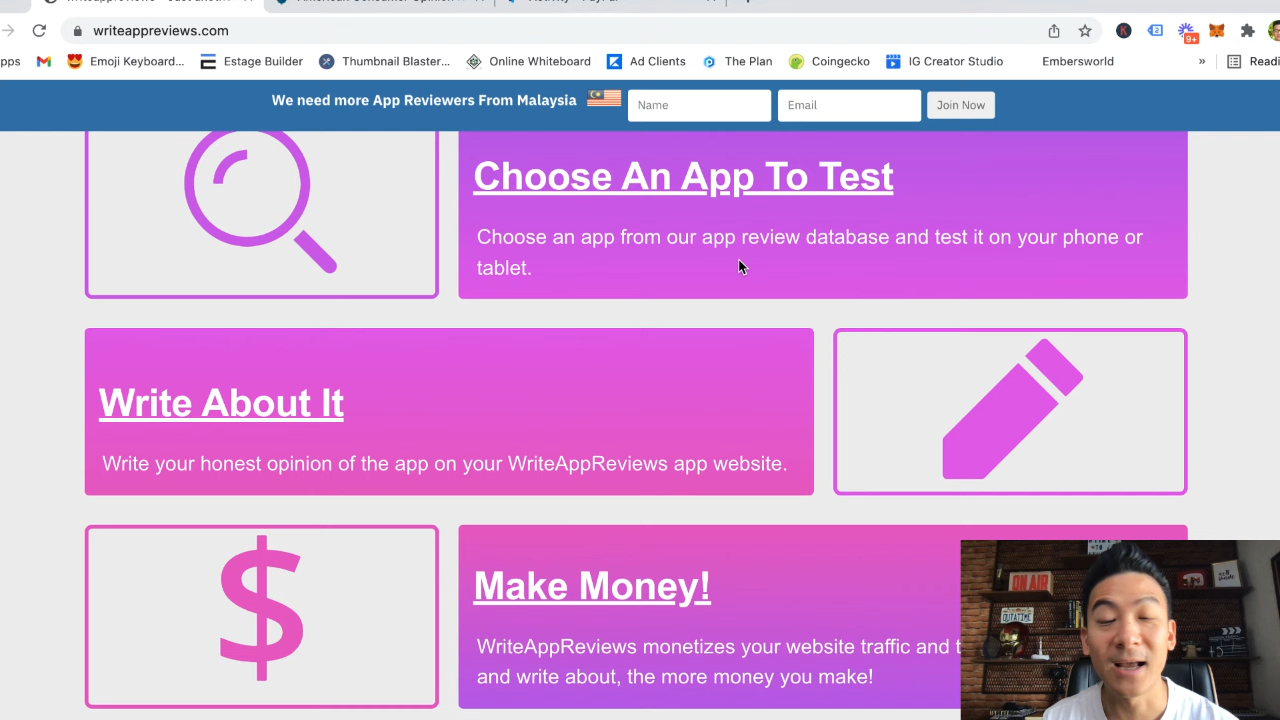 writeappreviews.com
Emoji Keyboard... Estage Builder Thumbnail Blaster... Online Whiteboard Ad Clients The Plan Coingecko IG Creator Studio Embersworld »
9+
We need more App Reviewers From Malaysia Name Email Join Now
Choose An App To Test
Choose an app from our app review database and test it on your phone or
tablet.
Write About It
Write your honest opinion of the app on your WriteAppReviews app website.
$
Make Money!
WriteAppReviews monetizes your website traffic and
and write about, the more money you make!
ON AIR
OUTATIME